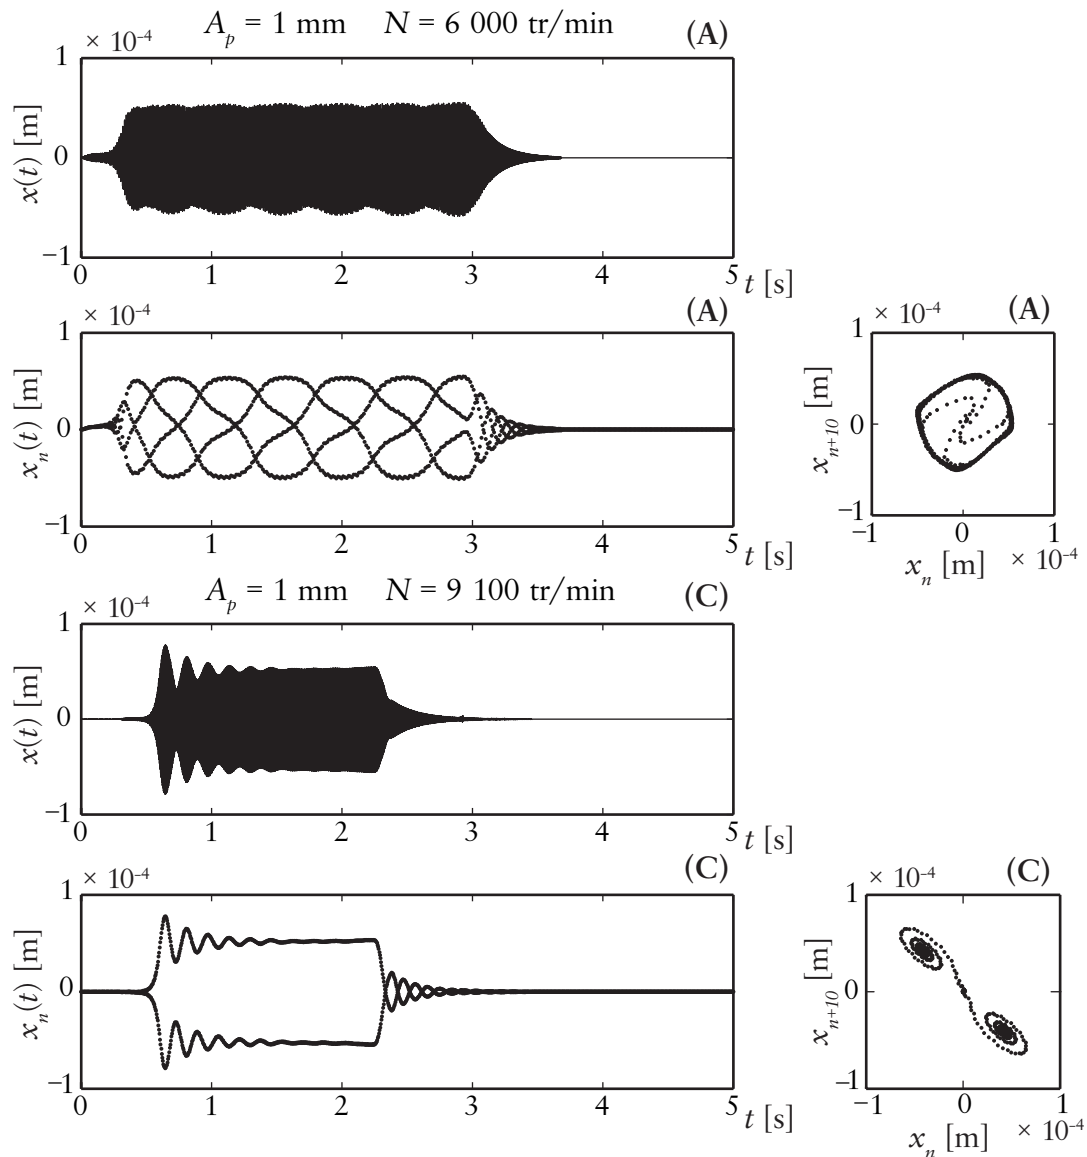 A_p = 1 mm N = 6 000 tr/min (A)
× 10⁻⁴
1
x(t) [m]
0
−1
0 1 2 3 4 5 t [s]
(A)
× 10⁻⁴
1
x_n(t) [m]
0
−1
0 1 2 3 4 5 t [s]
(A)
× 10⁻⁴
1
x_{n+10} [m]
0
−1
−1 0 1
x_n [m] × 10⁻⁴
A_p = 1 mm N = 9 100 tr/min (C)
× 10⁻⁴
1
x(t) [m]
0
−1
0 1 2 3 4 5 t [s]
(C)
× 10⁻⁴
1
x_n(t) [m]
0
−1
0 1 2 3 4 5 t [s]
(C)
× 10⁻⁴
1
x_{n+10} [m]
0
−1
−1 0 1
x_n [m] × 10⁻⁴